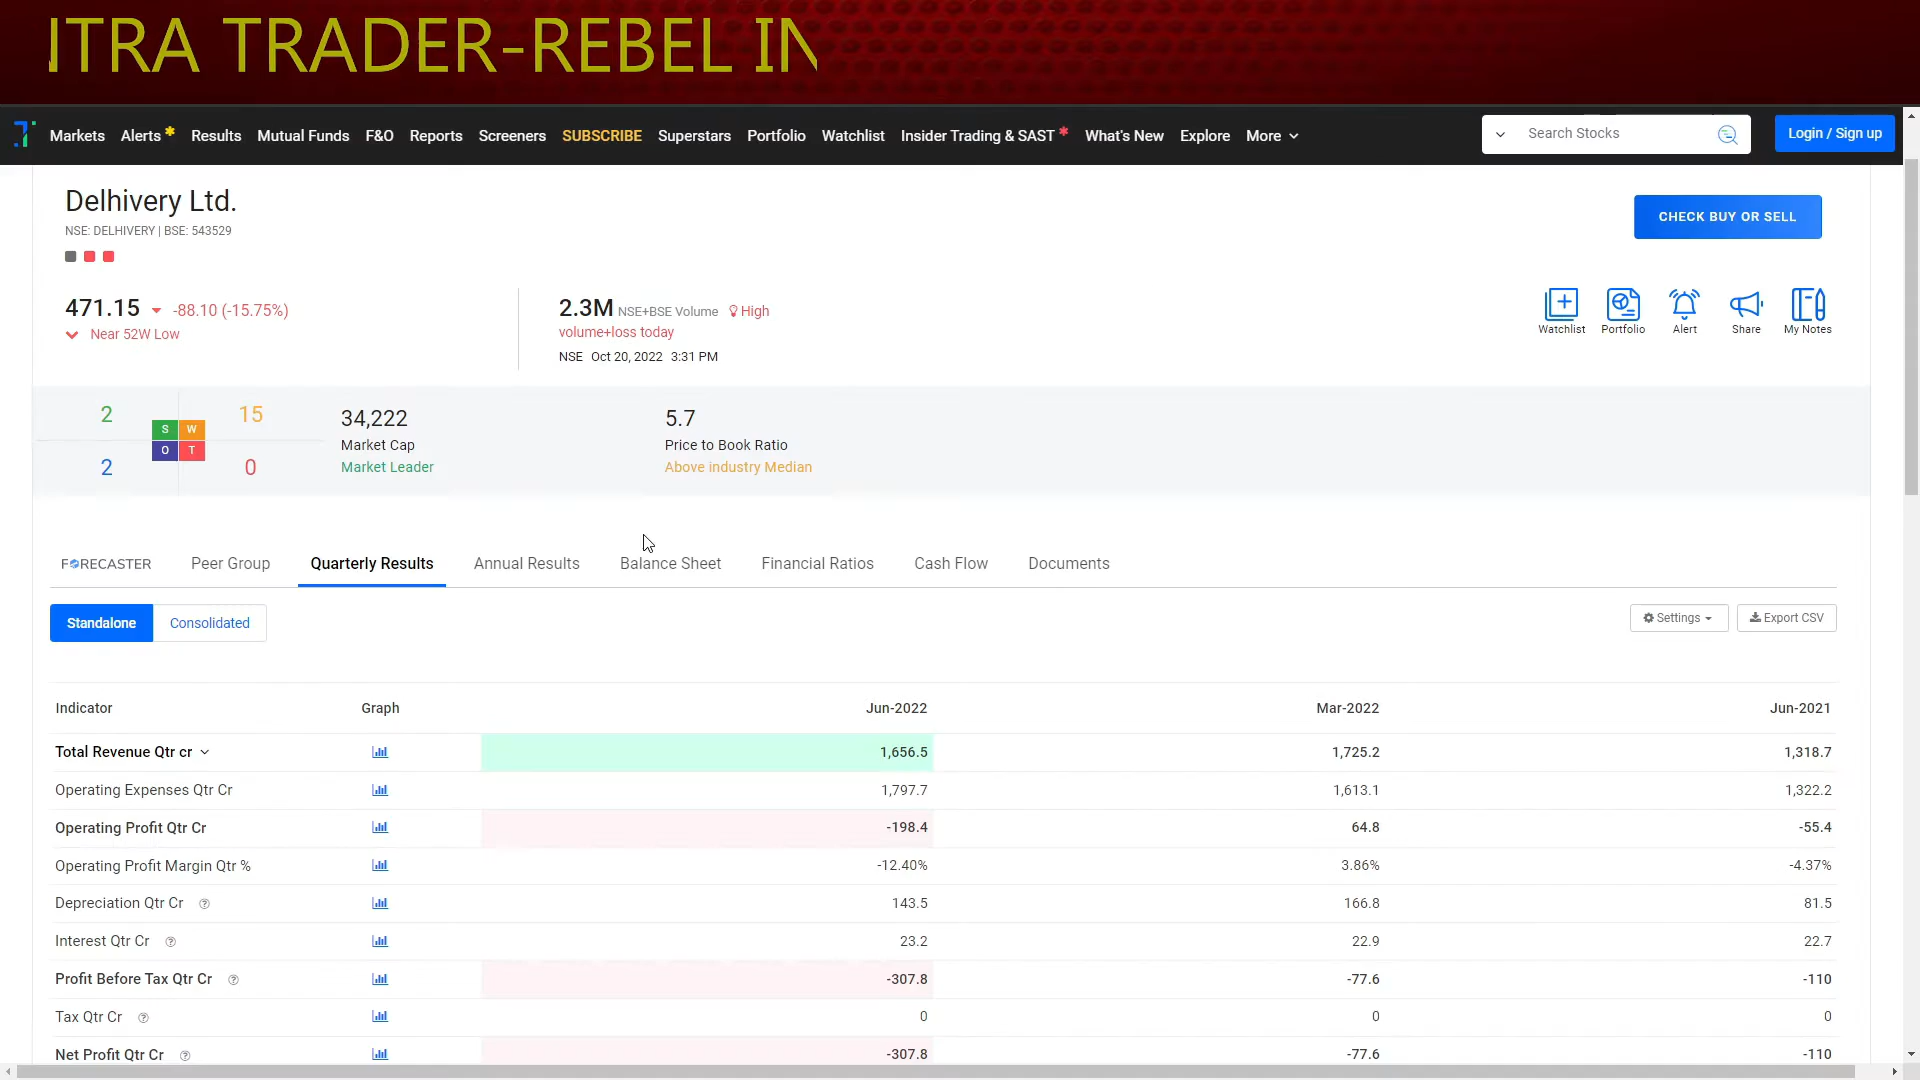 ITRA TRADER-REBEL IN
Markets Alerts Results Mutual Funds F&O Reports Screeners SUBSCRIBE Superstars Portfolio Watchlist Insider Trading & SAST What's New Explore More Search Stocks Login / Sign up
Delhivery Ltd.
NSE: DELHIVERY | BSE: 543529
CHECK BUY OR SELL
471.15 -88.10 (-15.75%)
Near 52W Low
2.3M NSE+BSE Volume High
volume+loss today
NSE Oct 20, 2022 3:31 PM
Watchlist Portfolio Alert Share My Notes
2 15
S W
O T
2 0
34,222
Market Cap
Market Leader
5.7
Price to Book Ratio
Above industry Median
FORECASTER Peer Group Quarterly Results Annual Results Balance Sheet Financial Ratios Cash Flow Documents
Standalone Consolidated Settings Export CSV
Indicator Graph Jun-2022 Mar-2022 Jun-2021
Total Revenue Qtr cr 1,656.5 1,725.2 1,318.7
Operating Expenses Qtr Cr 1,797.7 1,613.1 1,322.2
Operating Profit Qtr Cr -198.4 64.8 -55.4
Operating Profit Margin Qtr % -12.40% 3.86% -4.37%
Depreciation Qtr Cr 143.5 166.8 81.5
Interest Qtr Cr 23.2 22.9 22.7
Profit Before Tax Qtr Cr -307.8 -77.6 -110
Tax Qtr Cr 0 0 0
Net Profit Qtr Cr -307.8 -77.6 -110